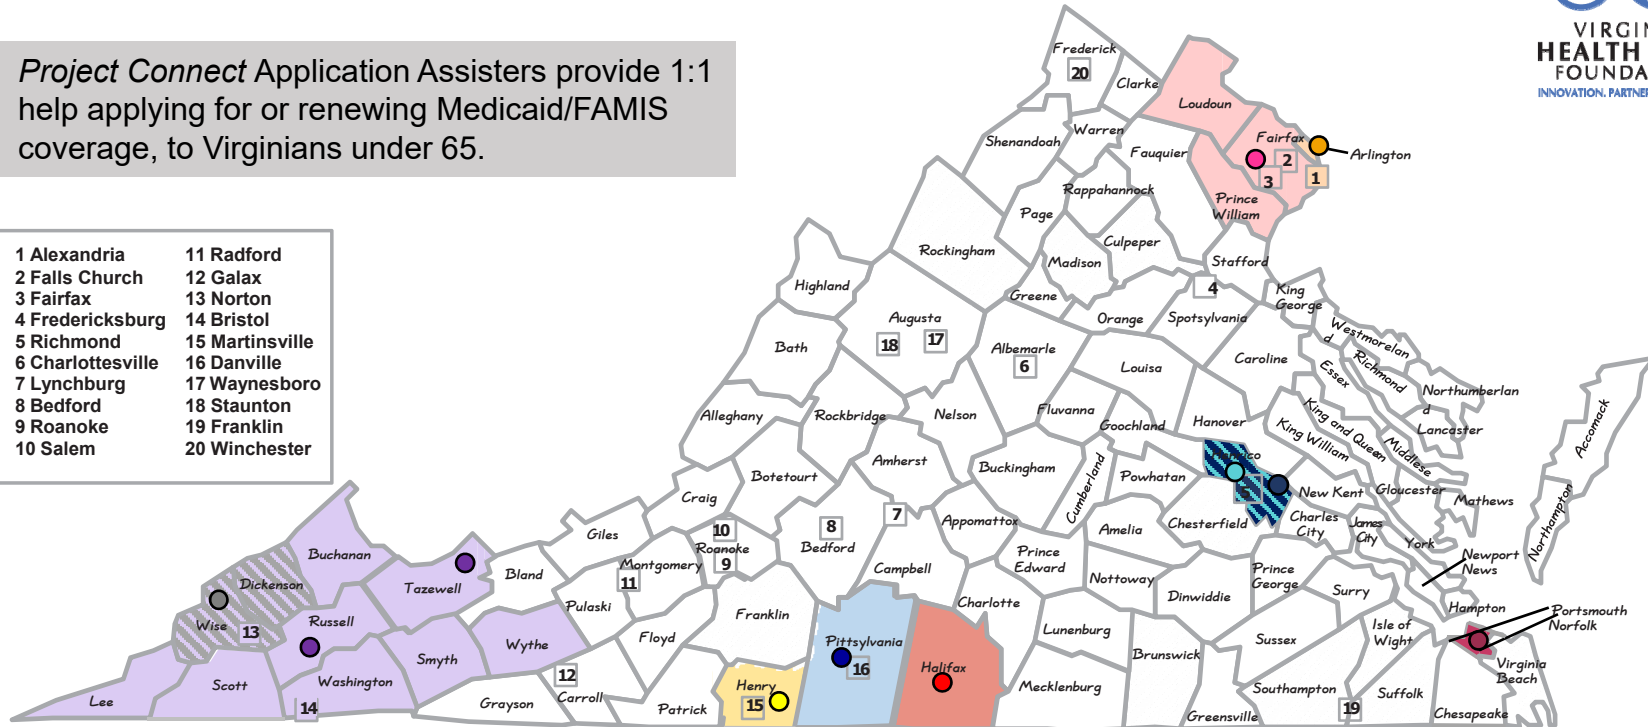 Project Connect Application Assisters provide 1:1
help applying for or renewing Medicaid/FAMIS
coverage, to Virginians under 65.
VIRGIN
HEALTH
FOUNDA
INNOVATION. PARTNER
1 Alexandria
2 Falls Church
3 Fairfax
4 Fredericksburg
5 Richmond
6 Charlottesville
7 Lynchburg
8 Bedford
9 Roanoke
10 Salem
11 Radford
12 Galax
13 Norton
14 Bristol
15 Martinsville
16 Danville
17 Waynesboro
18 Staunton
19 Franklin
20 Winchester
Frederick
20
Clarke
Loudoun
Shenandoah
Warren
Fauquier
Fairfax
2
3
1
Arlington
Rappahannock
Prince
William
Page
Culpeper
Rockingham
Madison
Stafford
Highland
Greene
4
King
George
Orange
Spotsylvania
Augusta
18
17
Westmorelan
d
Bath
Albemarle
6
Louisa
Caroline
Essex
Richmond
Northumberlan
d
Lancaster
Alleghany
Rockbridge
Nelson
Fluvanna
Goochland
Hanover
King and Queen
King William
Middlese
Accomack
Amherst
Buckingham
Cumberland
Powhatan
Botetourt
Craig
New Kent
Gloucester
Mathews
Northampton
7
8
Bedford
Appomattox
Amelia
Chesterfield
Charles
City
James
City
York
Giles
10
Roanoke
9
Buchanan
Bland
Montgomery
11
Campbell
Prince
Edward
Nottoway
Prince
George
Newport
News
Dickenson
Tazewell
Pulaski
Charlotte
Dinwiddie
Surry
Hampton
Portsmouth
Norfolk
Wise
13
Russell
Franklin
Lunenburg
Isle of
Wight
Wythe
Floyd
Pittsylvania
16
Sussex
Smyth
Brunswick
Halifax
Virginia
Beach
Scott
Washington
12
Carroll
Henry
15
Mecklenburg
Southampton
Suffolk
Lee
14
Grayson
Patrick
Greensville
19
Chesapeake